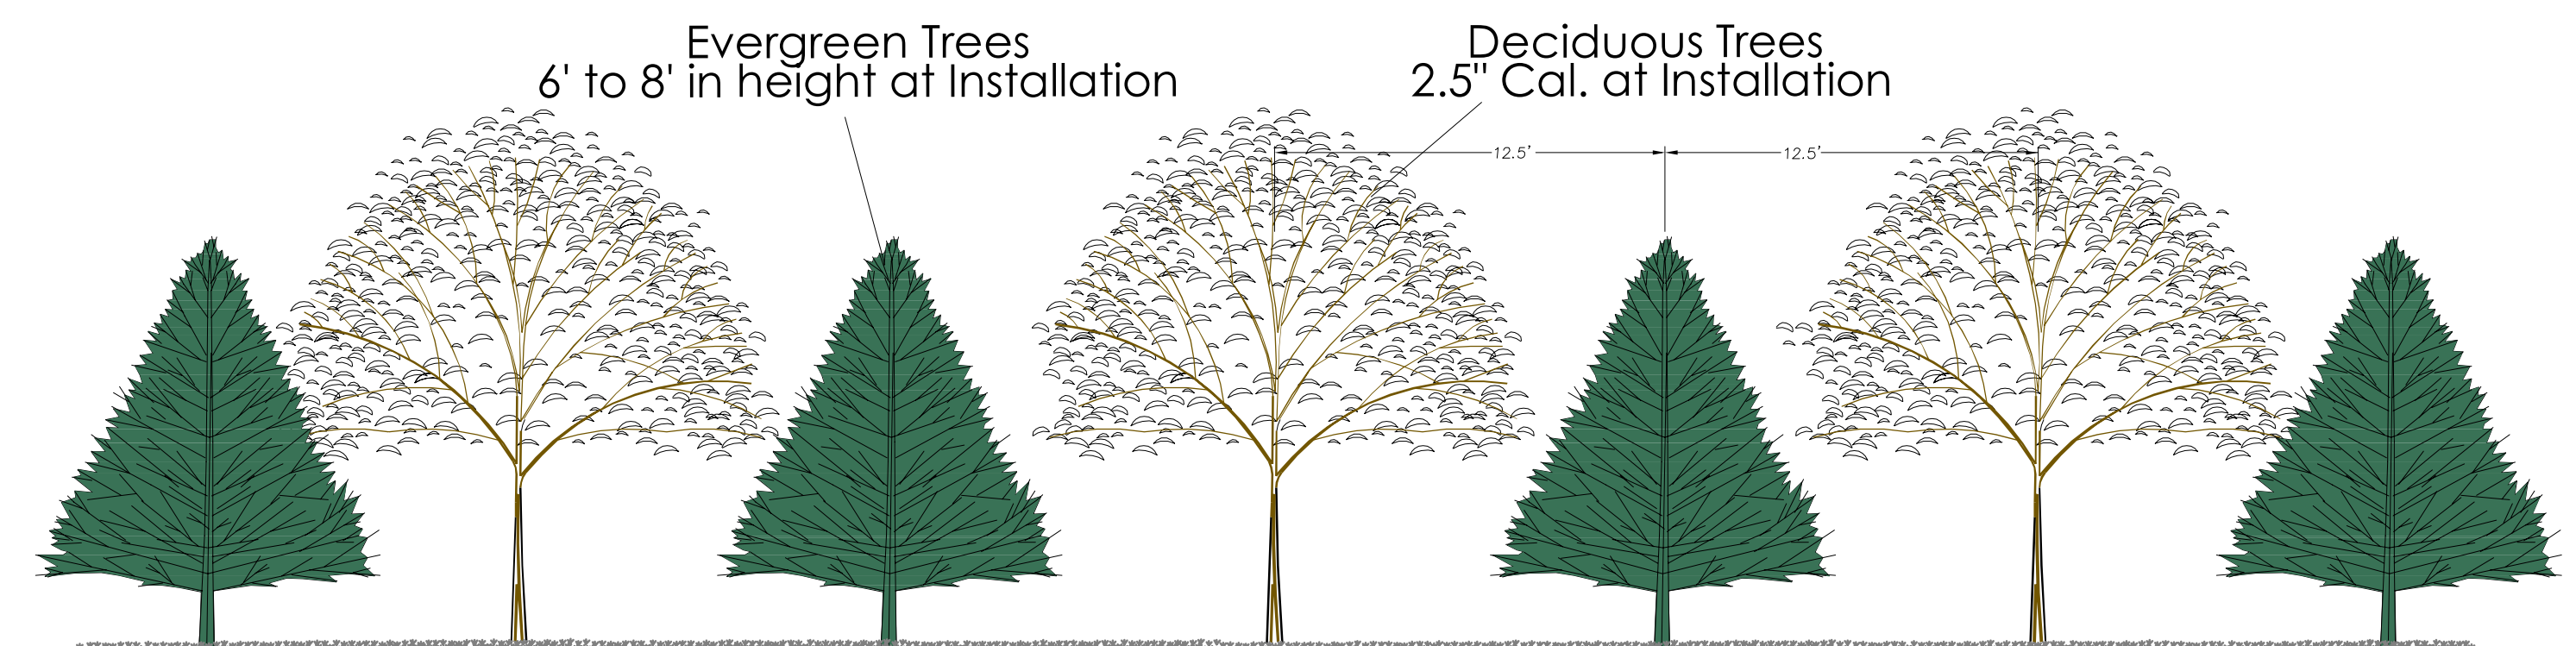 Evergreen Trees
6' to 8' in height at Installation
Deciduous Trees
2.5" Cal. at Installation
12.5'
12.5'